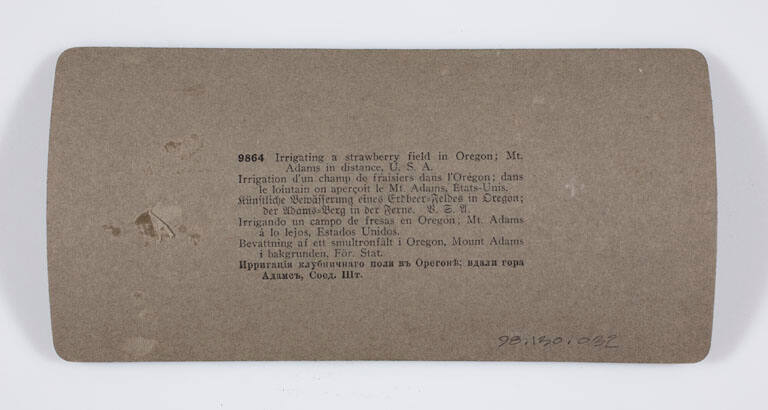 9864 Irrigating a strawberry field in Oregon; Mt.
Adams in distance, U. S. A.
Irrigation d'un champ de fraisiers dans l'Orégon; dans
le lointain on aperçoit le Mt. Adams, États-Unis.
Künstliche Bewässerung eines Erdbeer-Feldes in Oregon;
der Adams-Berg in der Ferne. V. S. A.
Irrigando un campo de fresas en Oregon; Mt. Adams
á lo lejos, Estados Unidos.
Bevattning af ett smultronfält i Oregon, Mount Adams
i bakgrunden, För. Stat.
Ирригація клубничнаго поля въ Орегонѣ; вдали гора
Адамсъ, Соед. Шт.
98.130.032